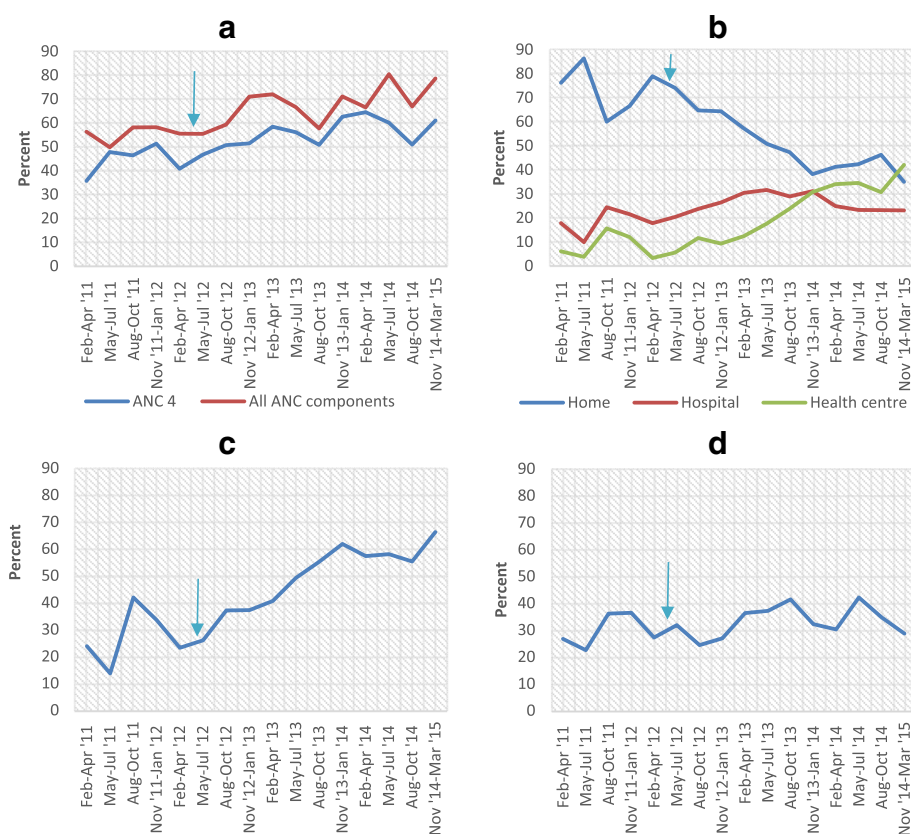 a
90
80
70
60
50
40
30
20
10
0
Percent
Feb-Apr '11
May-Jul '11
Aug-Oct '11
Nov '11-Jan '12
Feb-Apr '12
May-Jul '12
Aug-Oct '12
Nov '12-Jan '13
Feb-Apr '13
May-Jul '13
Aug-Oct '13
Nov '13-Jan '14
Feb-Apr '14
May-Jul '14
Aug-Oct '14
Nov '14-Mar '15
ANC 4 All ANC components
b
90
80
70
60
50
40
30
20
10
0
Percent
Feb-Apr '11
May-Jul '11
Aug-Oct '11
Nov '11-Jan '12
Feb-Apr '12
May-Jul '12
Aug-Oct '12
Nov '12-Jan '13
Feb-Apr '13
May-Jul '13
Aug-Oct '13
Nov '13-Jan '14
Feb-Apr '14
May-Jul '14
Aug-Oct '14
Nov '14-Mar '15
Home Hospital Health centre
c
90
80
70
60
50
40
30
20
10
0
Percent
Feb-Apr '11
May-Jul '11
Aug-Oct '11
Nov '11-Jan '12
Feb-Apr '12
May-Jul '12
Aug-Oct '12
Nov '12-Jan '13
Feb-Apr '13
May-Jul '13
Aug-Oct '13
Nov '13-Jan '14
Feb-Apr '14
May-Jul '14
Aug-Oct '14
Nov '14-Mar '15
d
90
80
70
60
50
40
30
20
10
0
Percent
Feb-Apr '11
May-Jul '11
Aug-Oct '11
Nov '11-Jan '12
Feb-Apr '12
May-Jul '12
Aug-Oct '12
Nov '12-Jan '13
Feb-Apr '13
May-Jul '13
Aug-Oct '13
Nov '13-Jan '14
Feb-Apr '14
May-Jul '14
Aug-Oct '14
Nov '14-Mar '15